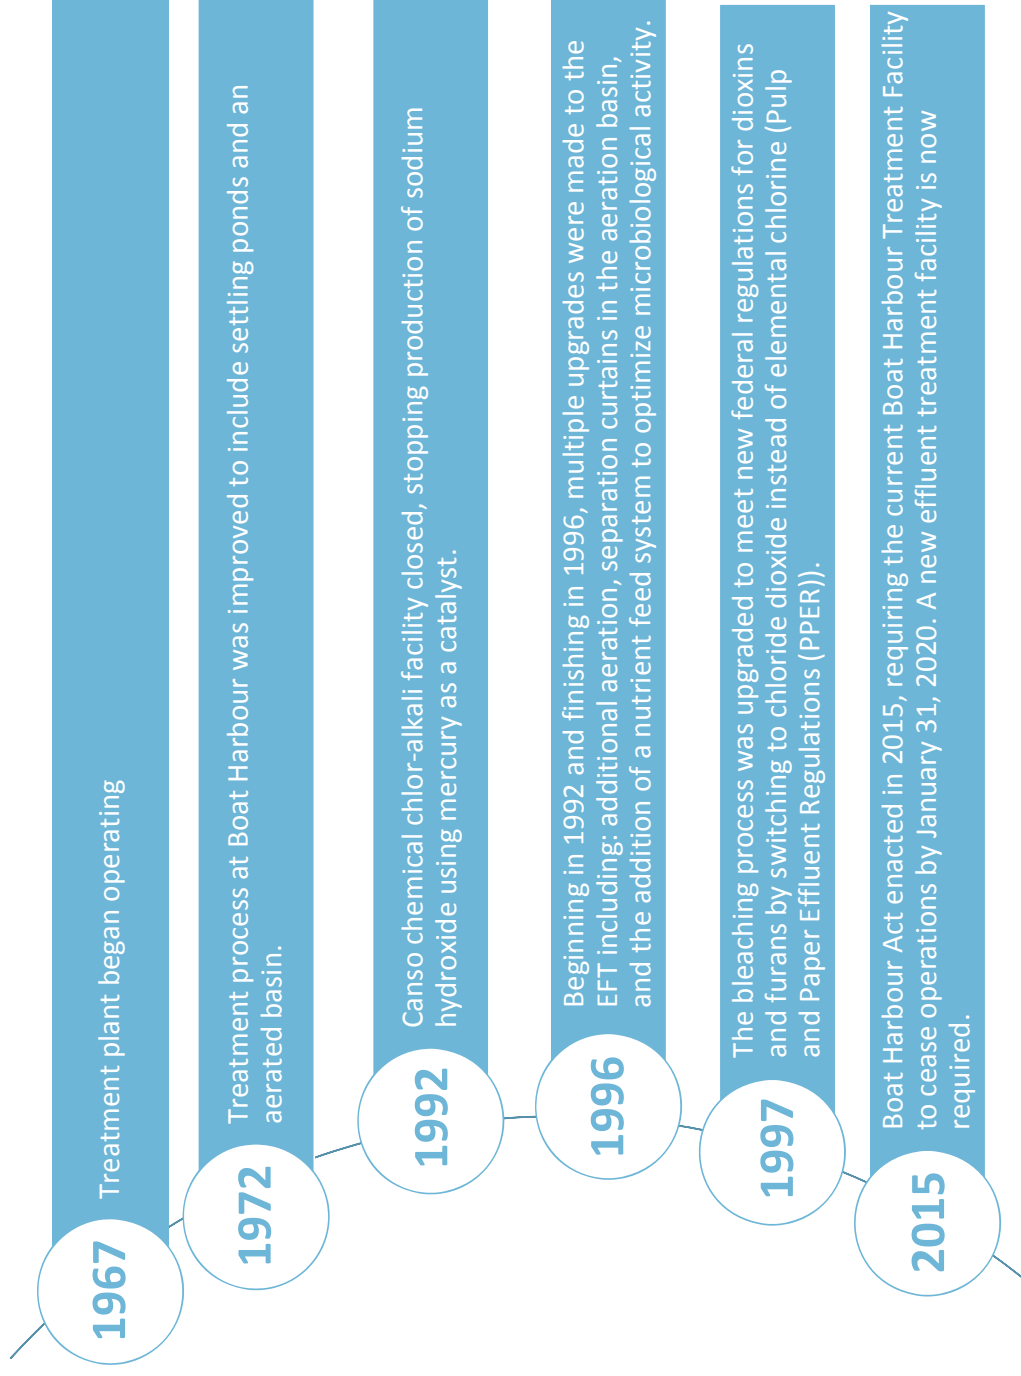 1967
Treatment plant began operating
1972
Treatment process at Boat Harbour was improved to include settling ponds and an
aerated basin.
1992
Canso chemical chlor-alkali facility closed, stopping production of sodium
hydroxide using mercury as a catalyst.
1996
Beginning in 1992 and finishing in 1996, multiple upgrades were made to the
EFT including: additional aeration, separation curtains in the aeration basin,
and the addition of a nutrient feed system to optimize microbiological activity.
1997
The bleaching process was upgraded to meet new federal regulations for dioxins
and furans by switching to chloride dioxide instead of elemental chlorine (Pulp
and Paper Effluent Regulations (PPER)).
2015
Boat Harbour Act enacted in 2015, requiring the current Boat Harbour Treatment Facility
to cease operations by January 31, 2020. A new effluent treatment facility is now
required.